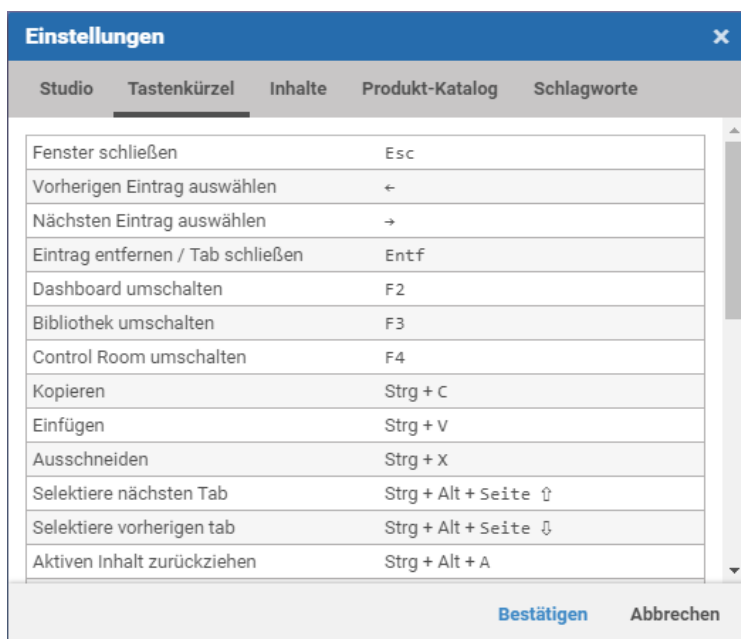 Einstellungen ×
Studio Tastenkürzel Inhalte Produkt-Katalog Schlagworte
Fenster schließen Esc
Vorherigen Eintrag auswählen ←
Nächsten Eintrag auswählen →
Eintrag entfernen / Tab schließen Entf
Dashboard umschalten F2
Bibliothek umschalten F3
Control Room umschalten F4
Kopieren Strg + C
Einfügen Strg + V
Ausschneiden Strg + X
Selektiere nächsten Tab Strg + Alt + Seite ⇧
Selektiere vorherigen tab Strg + Alt + Seite ⇩
Aktiven Inhalt zurückziehen Strg + Alt + A
Bestätigen Abbrechen